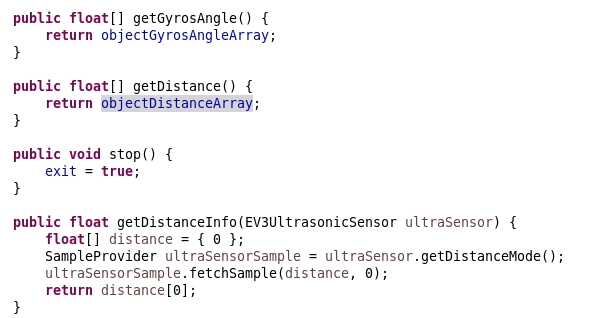 public float[] getGyrosAngle() {
    return objectGyrosAngleArray;
}

public float[] getDistance() {
    return objectDistanceArray;
}

public void stop() {
    exit = true;
}

public float getDistanceInfo(EV3UltrasonicSensor ultraSensor) {
    float[] distance = { 0 };
    SampleProvider ultraSensorSample = ultraSensor.getDistanceMode();
    ultraSensorSample.fetchSample(distance, 0);
    return distance[0];
}